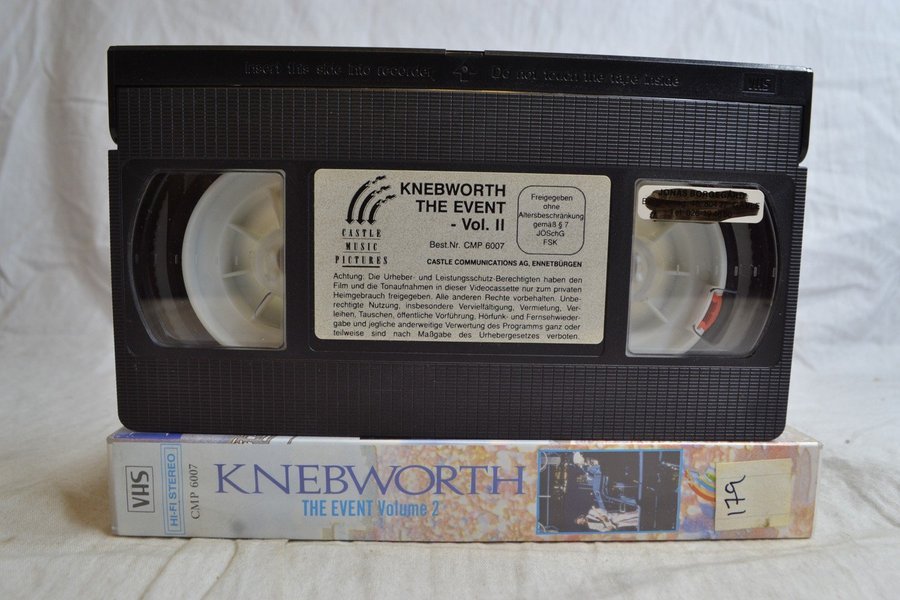 Insert this side into recorder
Do not touch the tape inside
VHS
CASTLE
MUSIC
PICTURES
KNEBWORTH
THE EVENT
- Vol. II
Best.Nr. CMP 6007
Freigegeben
ohne
Altersbeschränkung
gemäß § 7
JÖSchG
FSK
CASTLE COMMUNICATIONS AG, ENNETBÜRGEN
Achtung: Die Urheber- und Leistungsschutz-Berechtigten haben den
Film und die Tonaufnahmen in dieser Videocassette nur zum privaten
Heimgebrauch freigegeben. Alle anderen Rechte vorbehalten. Unbe-
rechtigte Nutzung, insbesondere Vervielfältigung, Vermietung, Ver-
leihen, Tauschen, öffentliche Vorführung, Hörfunk- und Fernsehwieder-
gabe und jegliche anderweitige Verwertung des Programms ganz oder
teilweise sind nach Maßgabe des Urhebergesetzes verboten.
JONAS BORGEGÅRD
VHS
HI-FI STEREO
CMP 6007
KNEBWORTH
THE EVENT Volume 2
179